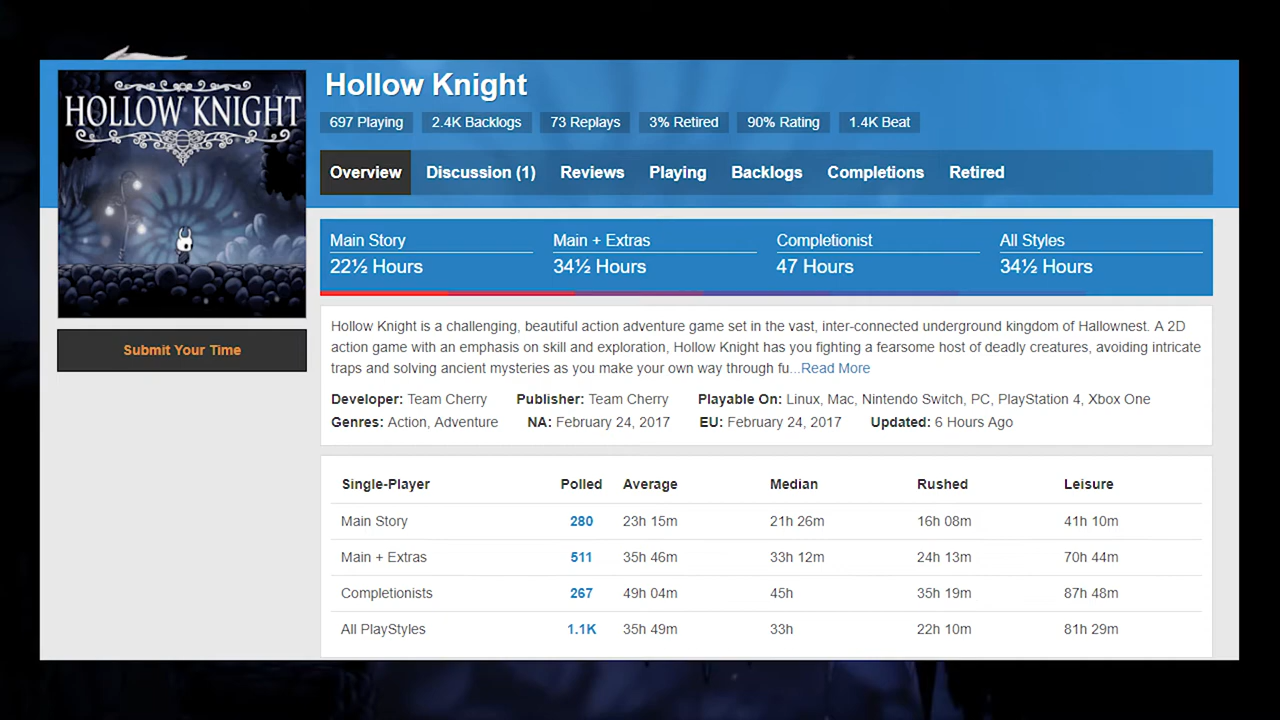 HOLLOW KNIGHT
Hollow Knight
697 Playing 2.4K Backlogs 73 Replays 3% Retired 90% Rating 1.4K Beat
Overview Discussion (1) Reviews Playing Backlogs Completions Retired
Main Story Main + Extras Completionist All Styles
22½ Hours 34½ Hours 47 Hours 34½ Hours
Submit Your Time
Hollow Knight is a challenging, beautiful action adventure game set in the vast, inter-connected underground kingdom of Hallownest. A 2D
action game with an emphasis on skill and exploration, Hollow Knight has you fighting a fearsome host of deadly creatures, avoiding intricate
traps and solving ancient mysteries as you make your own way through fu...Read More
Developer: Team Cherry Publisher: Team Cherry Playable On: Linux, Mac, Nintendo Switch, PC, PlayStation 4, Xbox One
Genres: Action, Adventure NA: February 24, 2017 EU: February 24, 2017 Updated: 6 Hours Ago
Single-Player Polled Average Median Rushed Leisure
Main Story 280 23h 15m 21h 26m 16h 08m 41h 10m
Main + Extras 511 35h 46m 33h 12m 24h 13m 70h 44m
Completionists 267 49h 04m 45h 35h 19m 87h 48m
All PlayStyles 1.1K 35h 49m 33h 22h 10m 81h 29m